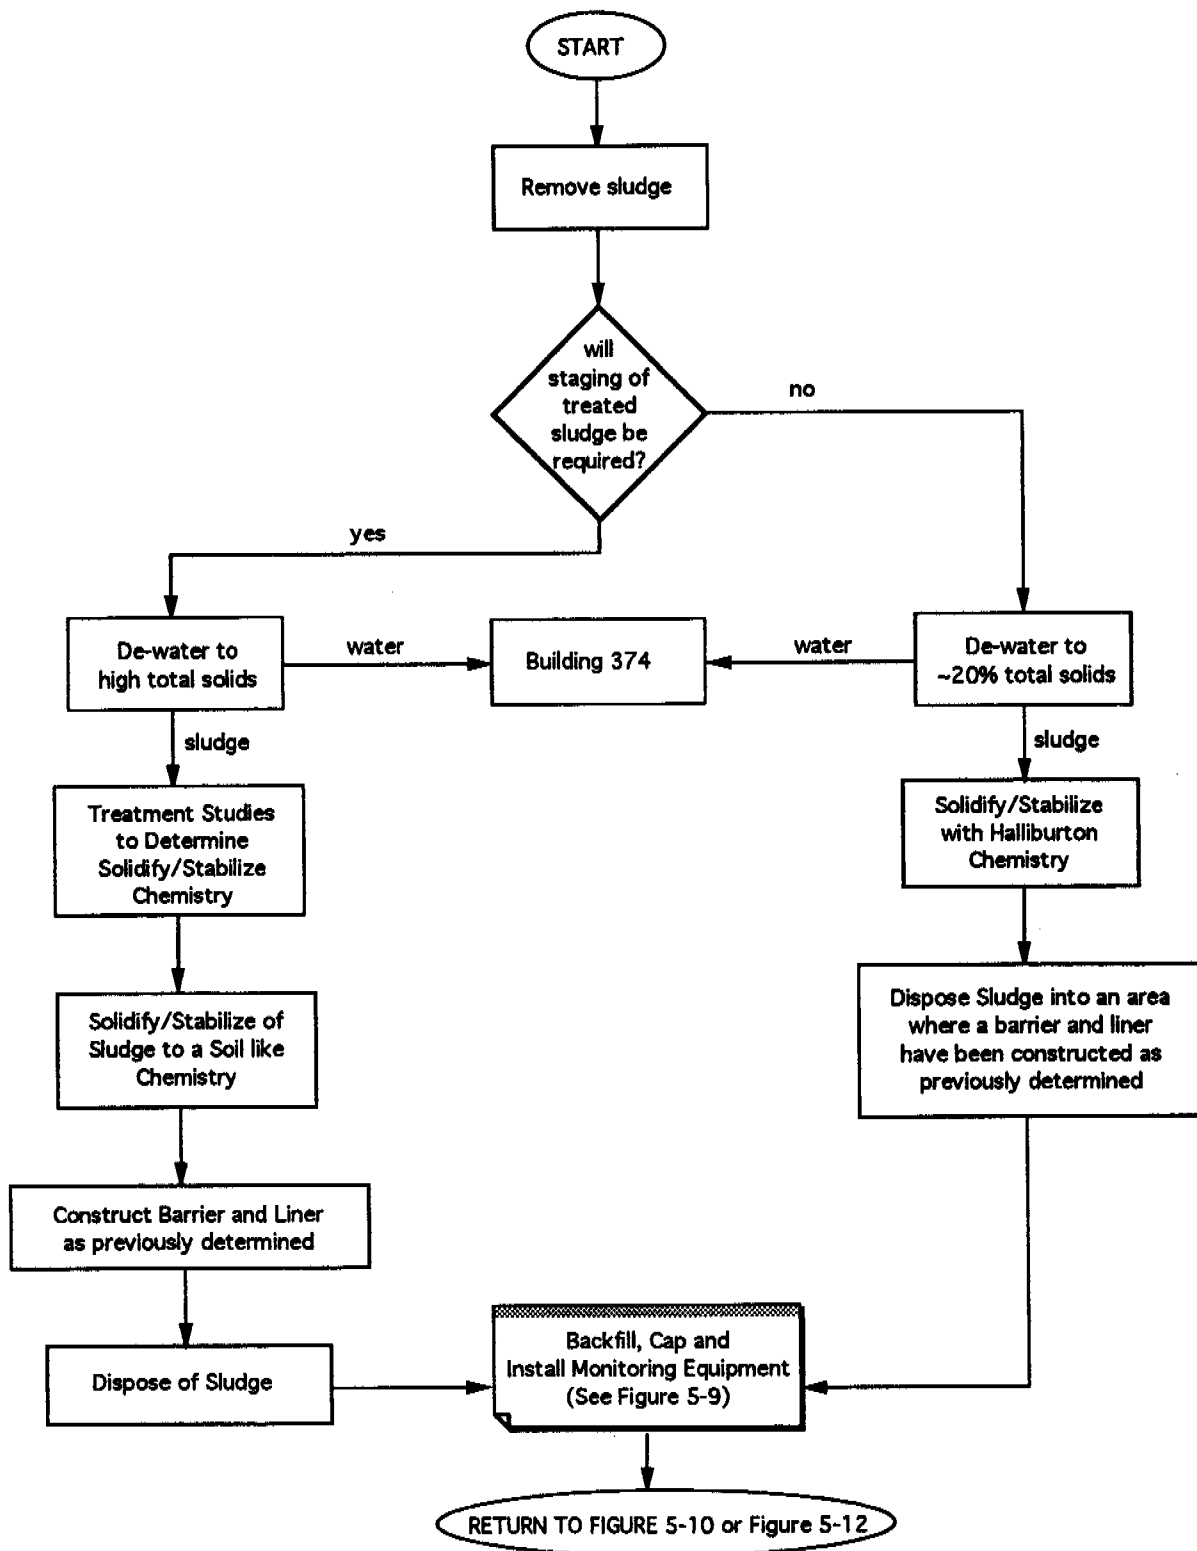 START
Remove sludge
will
staging of
treated
sludge be
required?
no
yes
De-water to
high total solids
water
Building 374
water
De-water to
~20% total solids
sludge
sludge
Treatment Studies
to Determine
Solidify/Stabilize
Chemistry
Solidify/Stabilize
with Halliburton
Chemistry
Solidify/Stabilize of
Sludge to a Soil like
Chemistry
Dispose Sludge into an area
where a barrier and liner
have been constructed as
previously determined
Construct Barrier and Liner
as previously determined
Dispose of Sludge
Backfill, Cap and
Install Monitoring Equipment
(See Figure 5-9)
RETURN TO FIGURE 5-10 or Figure 5-12